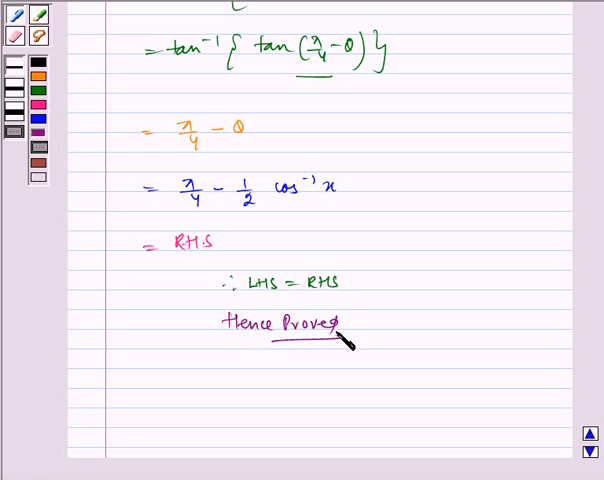 = tan⁻¹ { tan (π/4 - θ) }
= π/4 - θ
= π/4 - 1/2 cos⁻¹ x
= RHS
∴ LHS = RHS
Hence Proved